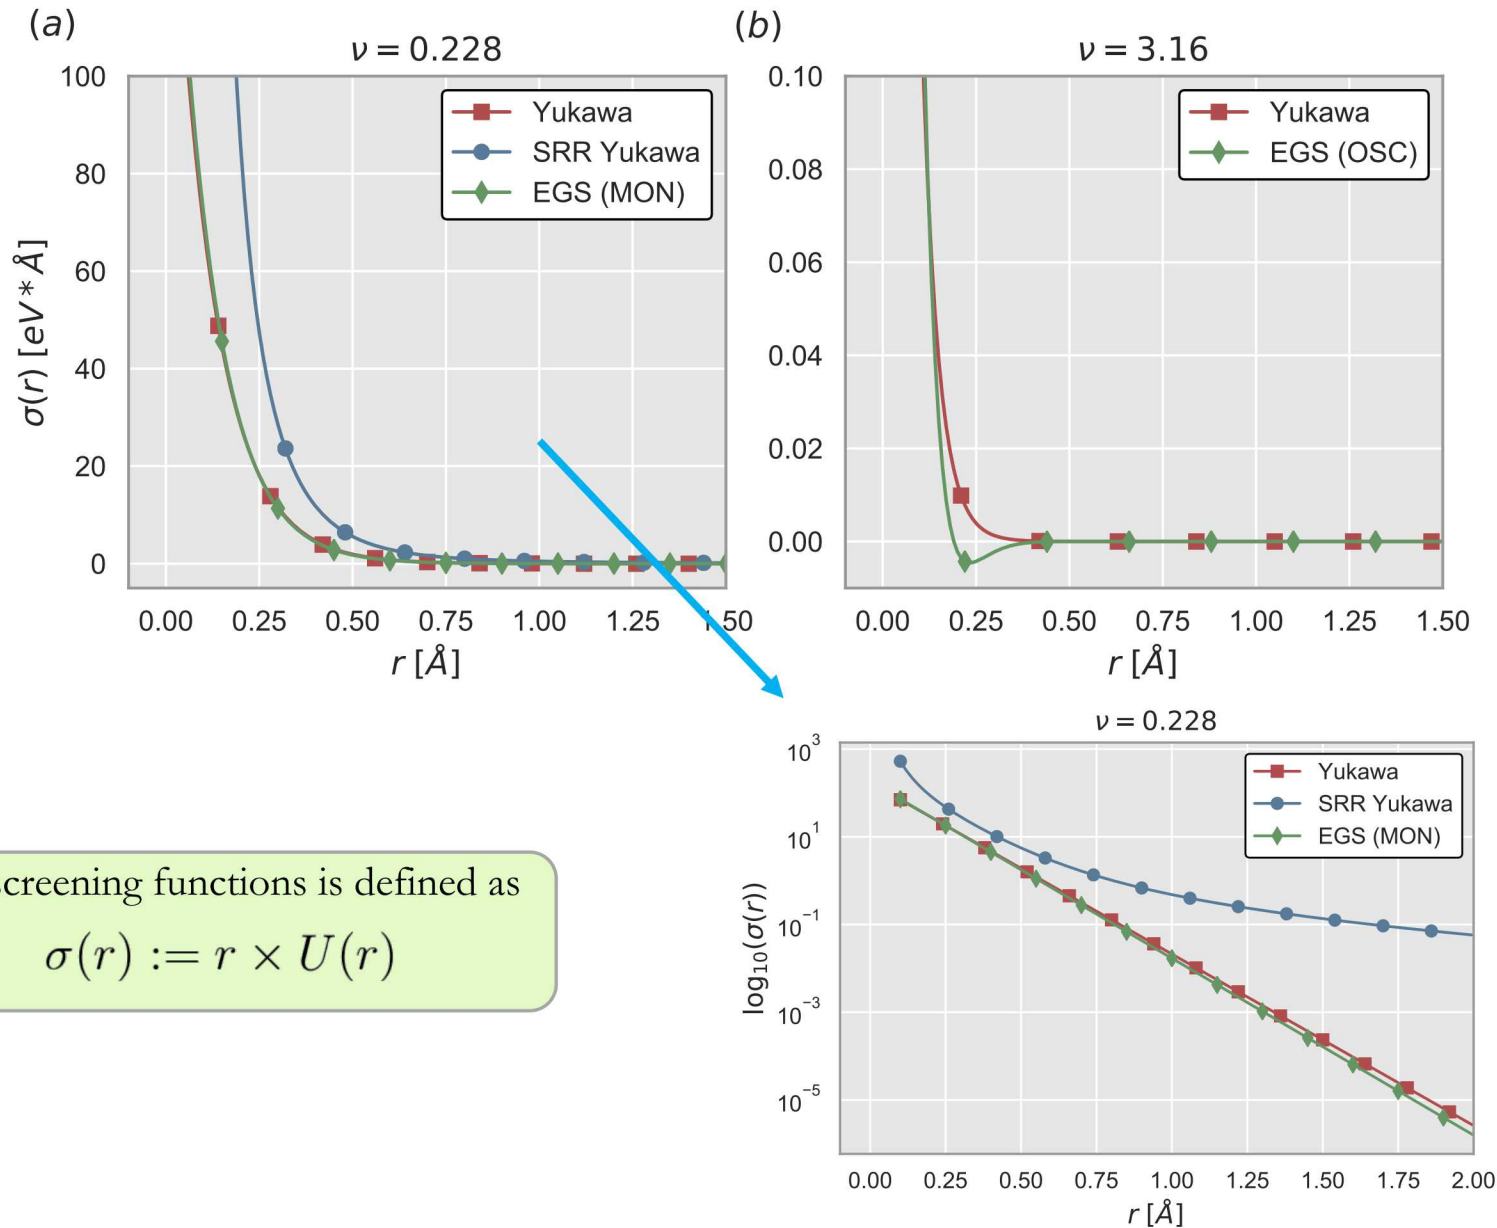 (a)
ν = 0.228
100
80
60
40
20
0
σ(r) [eV* Å]
Yukawa
SRR Yukawa
EGS (MON)
0.00 0.25 0.50 0.75 1.00 1.25 1.50
r [Å]
(b)
ν = 3.16
0.10
0.08
0.06
0.04
0.02
0.00
Yukawa
EGS (OSC)
0.00 0.25 0.50 0.75 1.00 1.25 1.50
r [Å]
screening functions is defined as
σ(r) := r × U(r)
ν = 0.228
10³
10¹
10⁻¹
10⁻³
10⁻⁵
log₁₀(σ(r))
Yukawa
SRR Yukawa
EGS (MON)
0.00 0.25 0.50 0.75 1.00 1.25 1.50 1.75 2.00
r [Å]